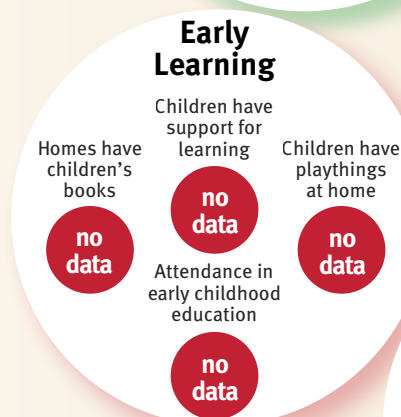 Early
Learning
Children have
support for
learning
no
data
Homes have
children’s
books
no
data
Children have
playthings
at home
no
data
Attendance in
early childhood
education
no
data